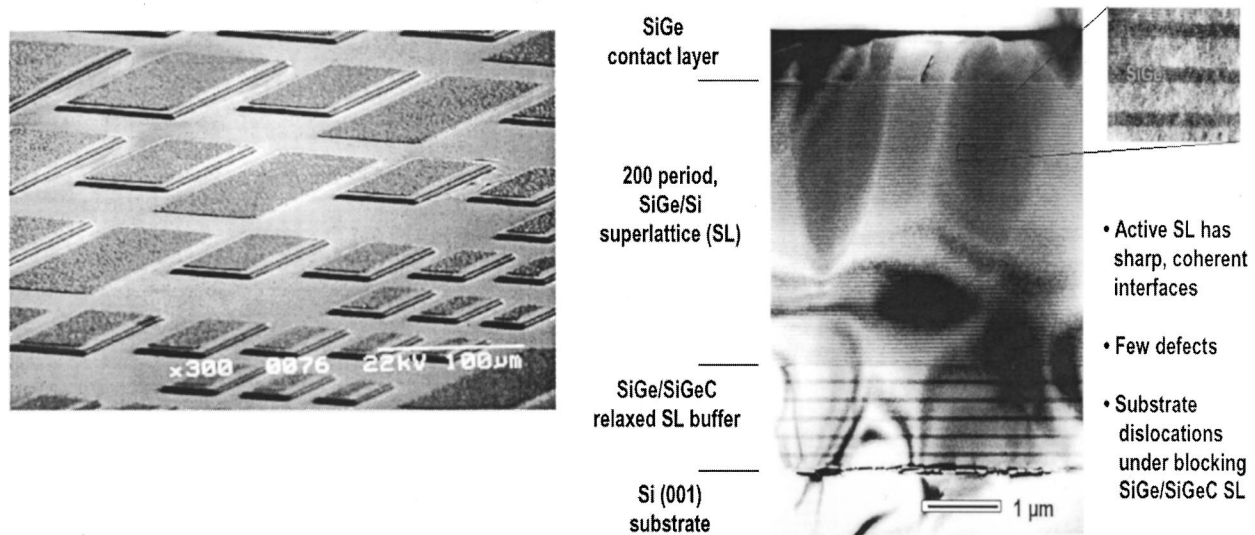 x300 0076 22kV 100µm
SiGe
contact layer
200 period,
SiGe/Si
superlattice (SL)
SiGe/SiGeC
relaxed SL buffer
Si (001)
substrate
SiGe
1 µm
• Active SL has
sharp, coherent
interfaces
• Few defects
• Substrate
dislocations
under blocking
SiGe/SiGeC SL